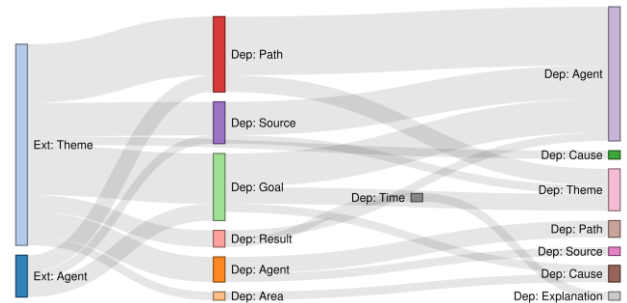 Ext: Theme
Ext: Agent
Dep: Path
Dep: Source
Dep: Goal
Dep: Result
Dep: Agent
Dep: Area
Dep: Time
Dep: Agent
Dep: Cause
Dep: Theme
Dep: Path
Dep: Source
Dep: Cause
Dep: Explanation